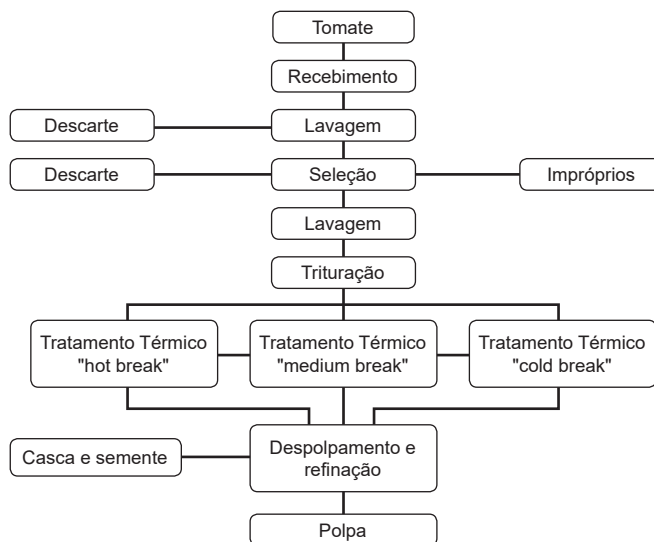 Tomate
Recebimento
Descarte
Lavagem
Descarte
Seleção
Impróprios
Lavagem
Trituração
Tratamento Térmico
"hot break"
Tratamento Térmico
"medium break"
Tratamento Térmico
"cold break"
Casca e semente
Despolpamento e
refinação
Polpa